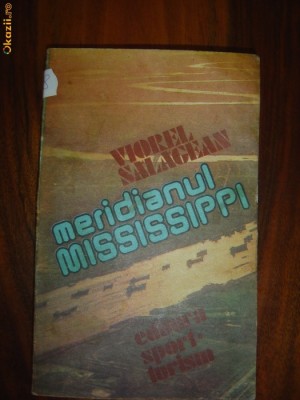 Okazii.ro
VIOREL
SALAGEAN
meridianul
MISSISSIPPI
editura
sport
turism